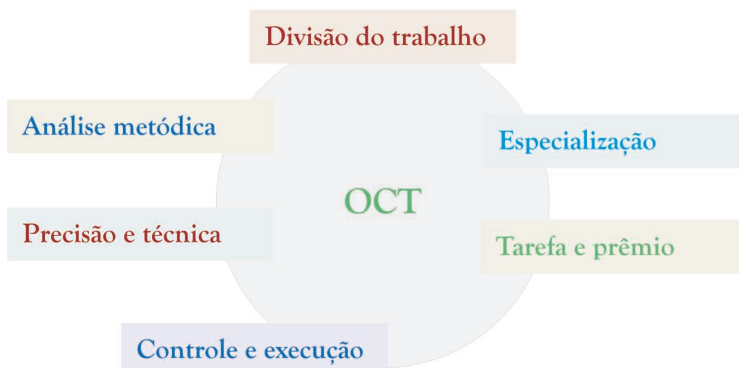 Divisão do trabalho
Análise metódica
Especialização
OCT
Precisão e técnica
Tarefa e prêmio
Controle e execução